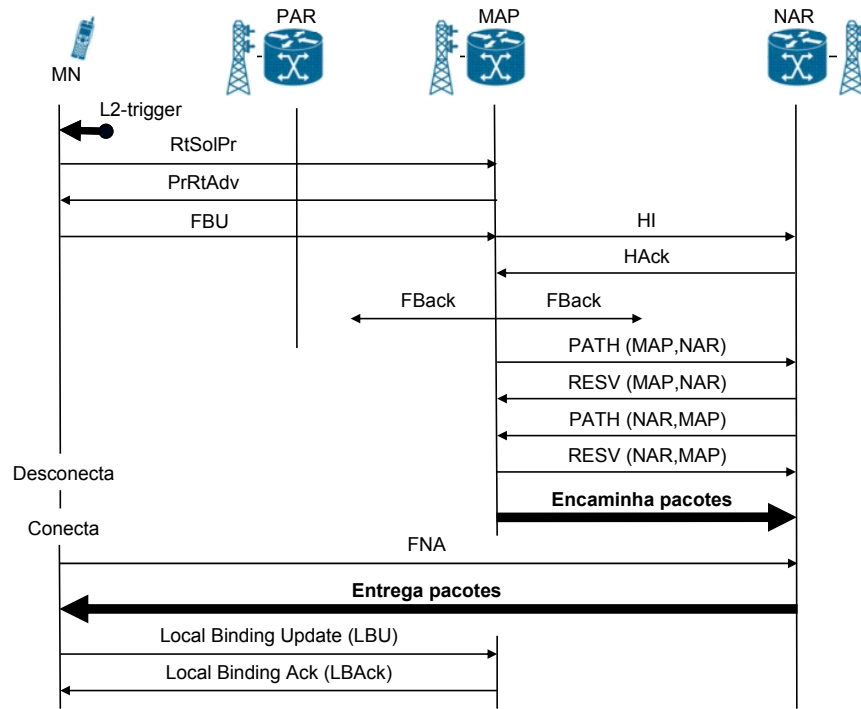 PAR
MAP
NAR
MN
L2-trigger
RtSolPr
PrRtAdv
FBU
HI
HAck
FBack
FBack
PATH (MAP,NAR)
RESV (MAP,NAR)
PATH (NAR,MAP)
RESV (NAR,MAP)
Desconecta
Encaminha pacotes
Conecta
FNA
Entrega pacotes
Local Binding Update (LBU)
Local Binding Ack (LBAck)